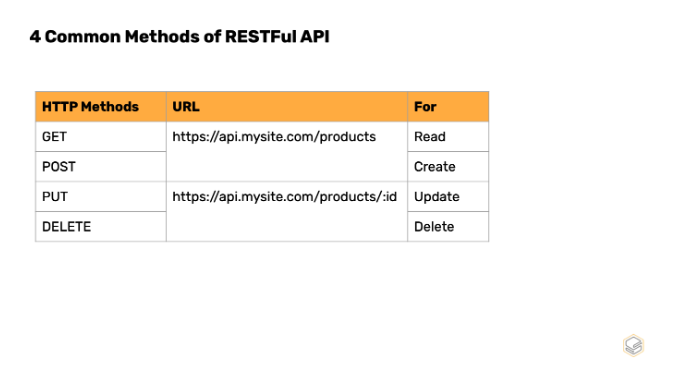 4 Common Methods of RESTFul API
HTTP Methods URL For
GET https://api.mysite.com/products Read
POST Create
PUT https://api.mysite.com/products/:id Update
DELETE Delete